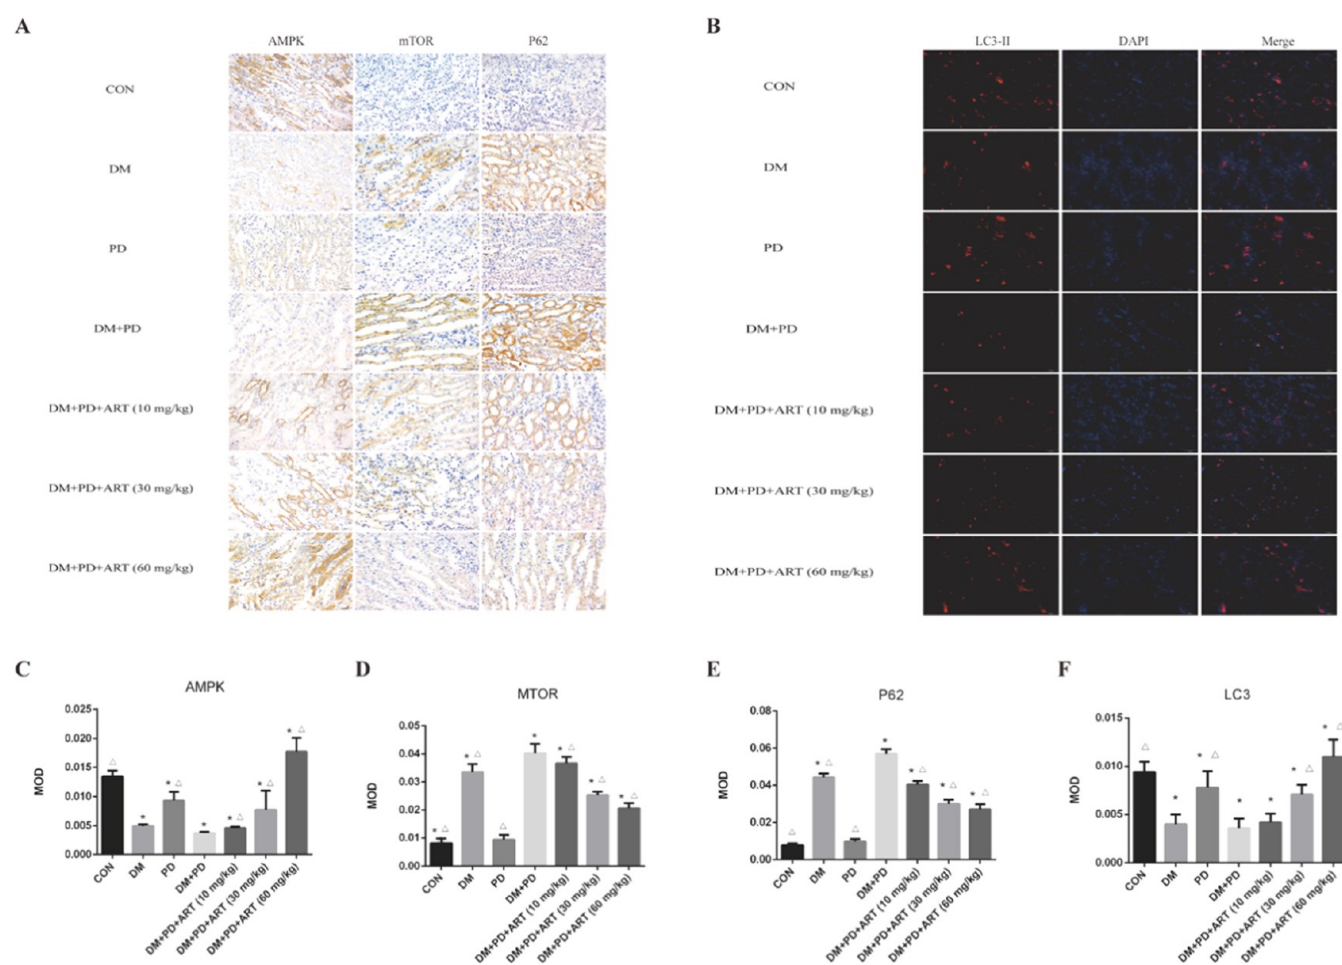 A
AMPK mTOR P62
CON
DM
PD
DM+PD
DM+PD+ART (10 mg/kg)
DM+PD+ART (30 mg/kg)
DM+PD+ART (60 mg/kg)
B
LC3-II DAPI Merge
CON
DM
PD
DM+PD
DM+PD+ART (10 mg/kg)
DM+PD+ART (30 mg/kg)
DM+PD+ART (60 mg/kg)
C
AMPK
MOD
0.025
0.020
0.015
0.010
0.005
0.000
△
*
* △
*
* △
* △
* △
CON
DM
PD
DM+PD
DM+PD+ART (10 mg/kg)
DM+PD+ART (30 mg/kg)
DM+PD+ART (60 mg/kg)
D
MTOR
MOD
0.05
0.04
0.03
0.02
0.01
0.00
* △
* △
△
*
* △
* △
* △
CON
DM
PD
DM+PD
DM+PD+ART (10 mg/kg)
DM+PD+ART (30 mg/kg)
DM+PD+ART (60 mg/kg)
E
P62
MOD
0.08
0.06
0.04
0.02
0.00
△
* △
△
*
* △
* △
* △
CON
DM
PD
DM+PD
DM+PD+ART (10 mg/kg)
DM+PD+ART (30 mg/kg)
DM+PD+ART (60 mg/kg)
F
LC3
MOD
0.015
0.010
0.005
0.000
△
*
* △
*
*
* △
* △
CON
DM
PD
DM+PD
DM+PD+ART (10 mg/kg)
DM+PD+ART (30 mg/kg)
DM+PD+ART (60 mg/kg)